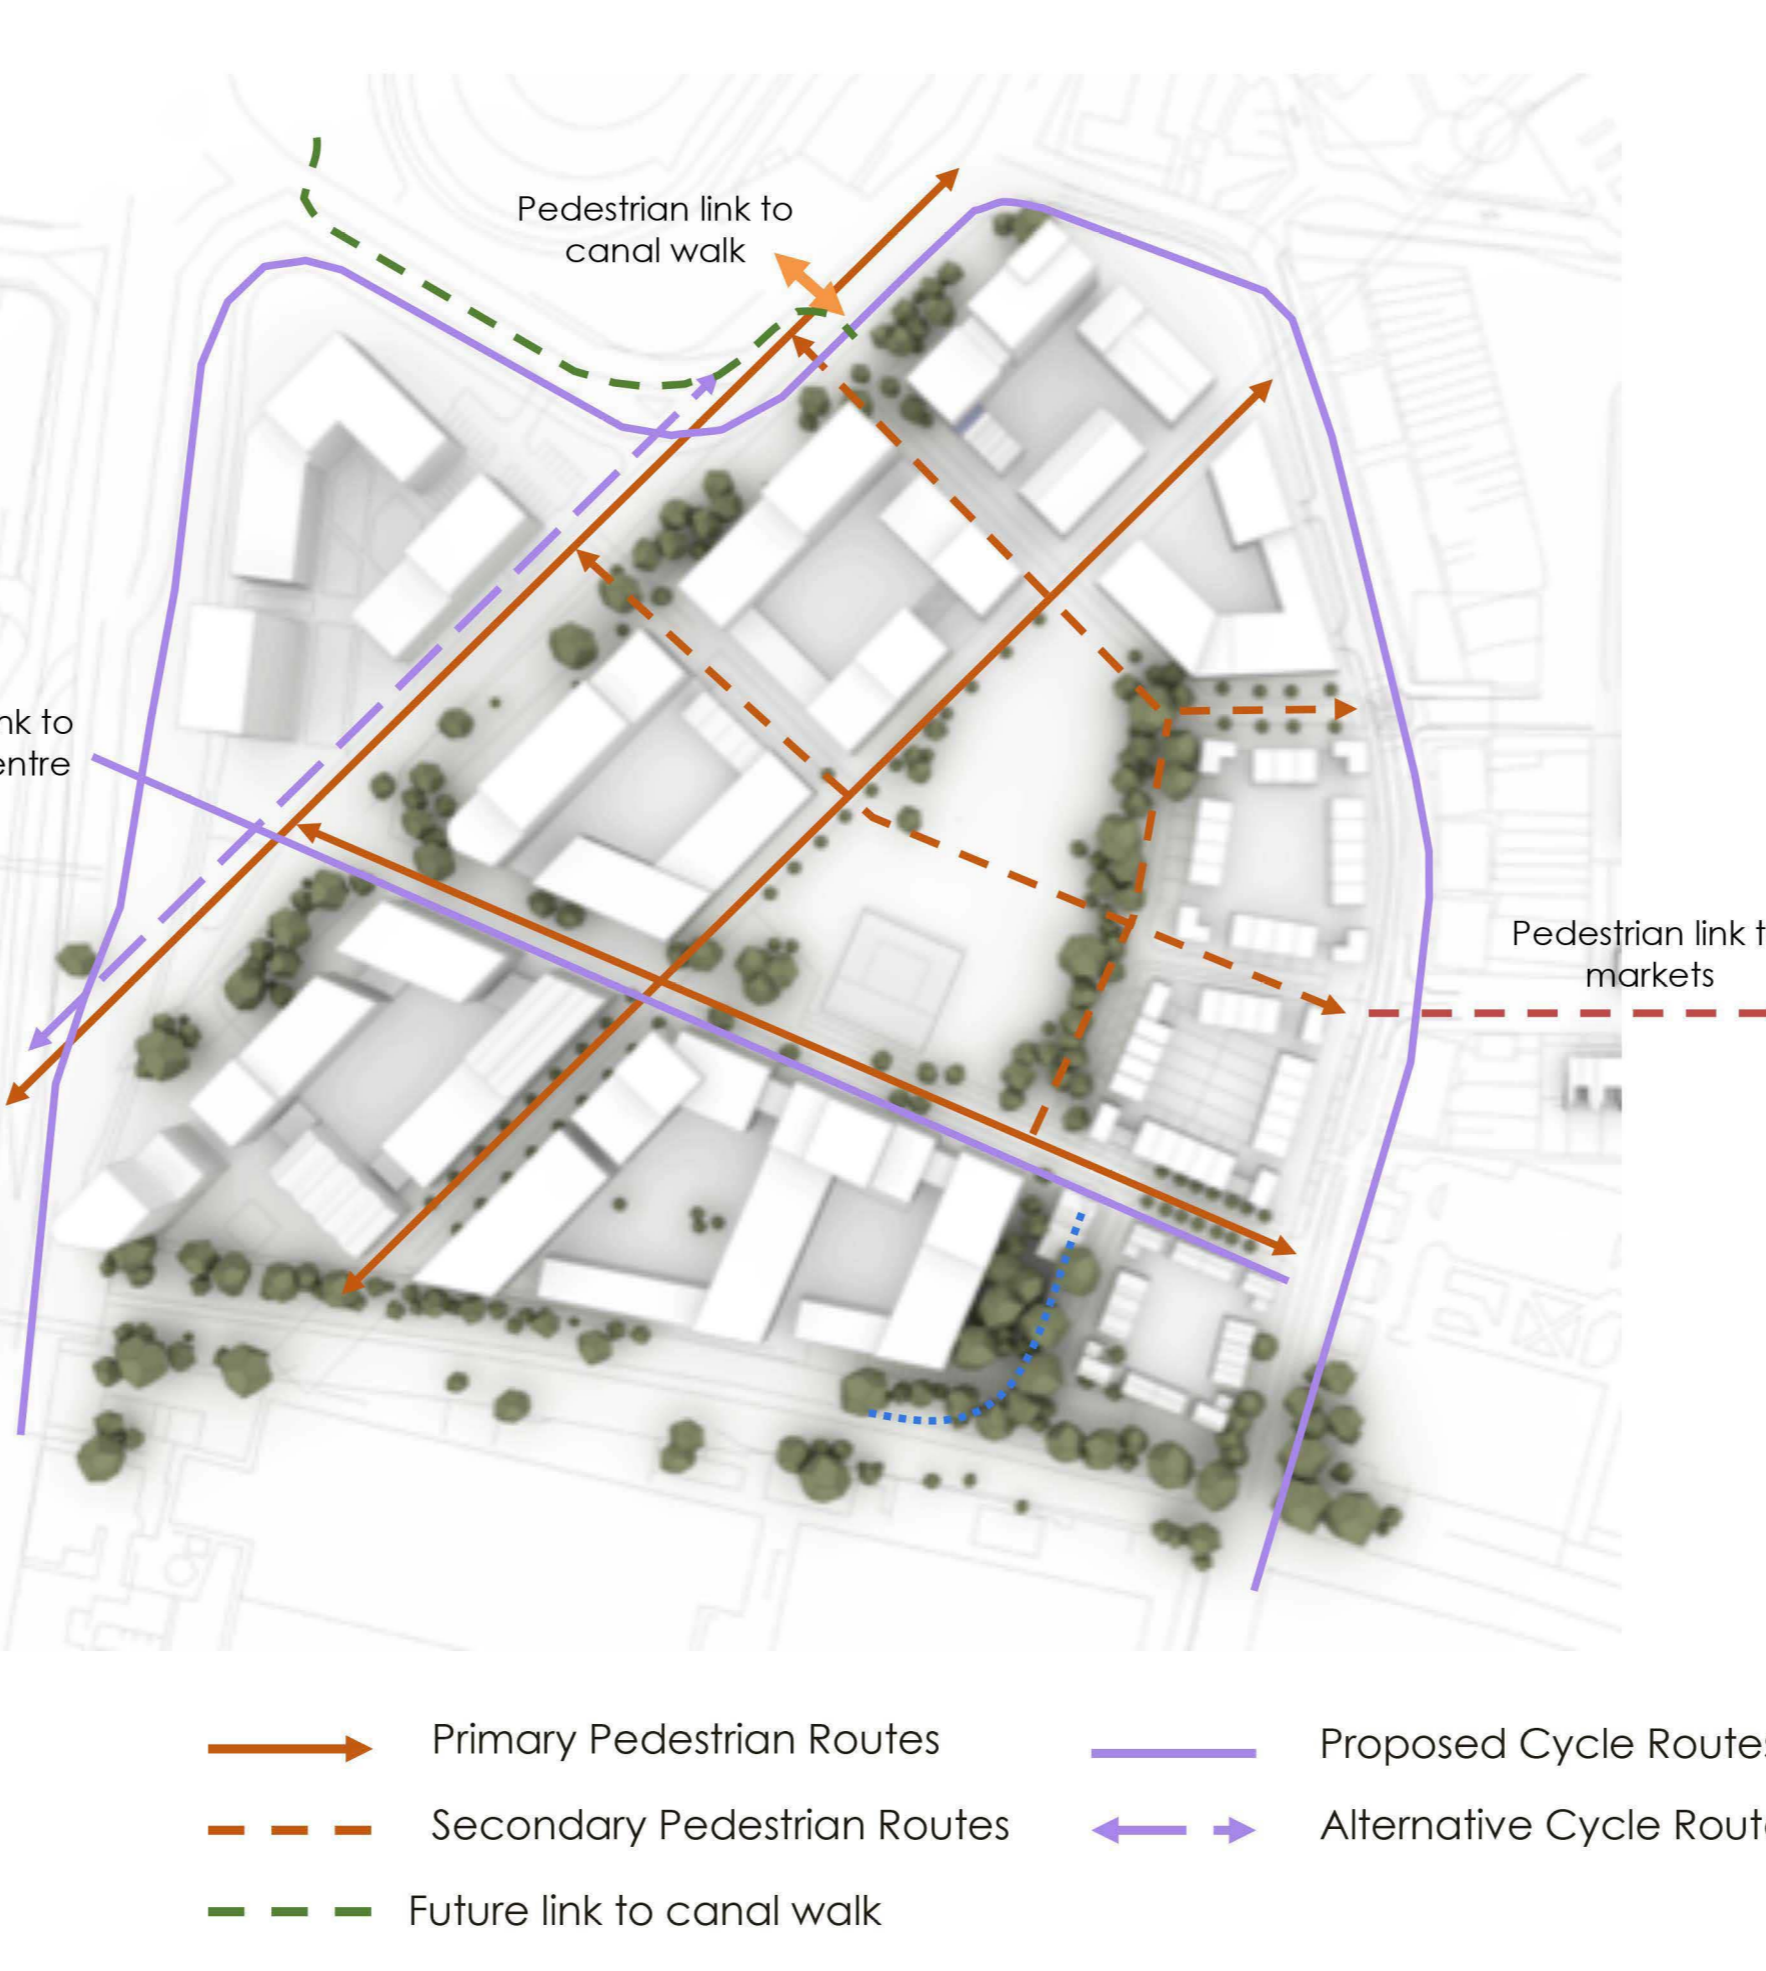 Pedestrian link to
canal walk
nk to
entre
Pedestrian link t
markets
Primary Pedestrian Routes
Secondary Pedestrian Routes
Future link to canal walk
Proposed Cycle Routes
Alternative Cycle Rout